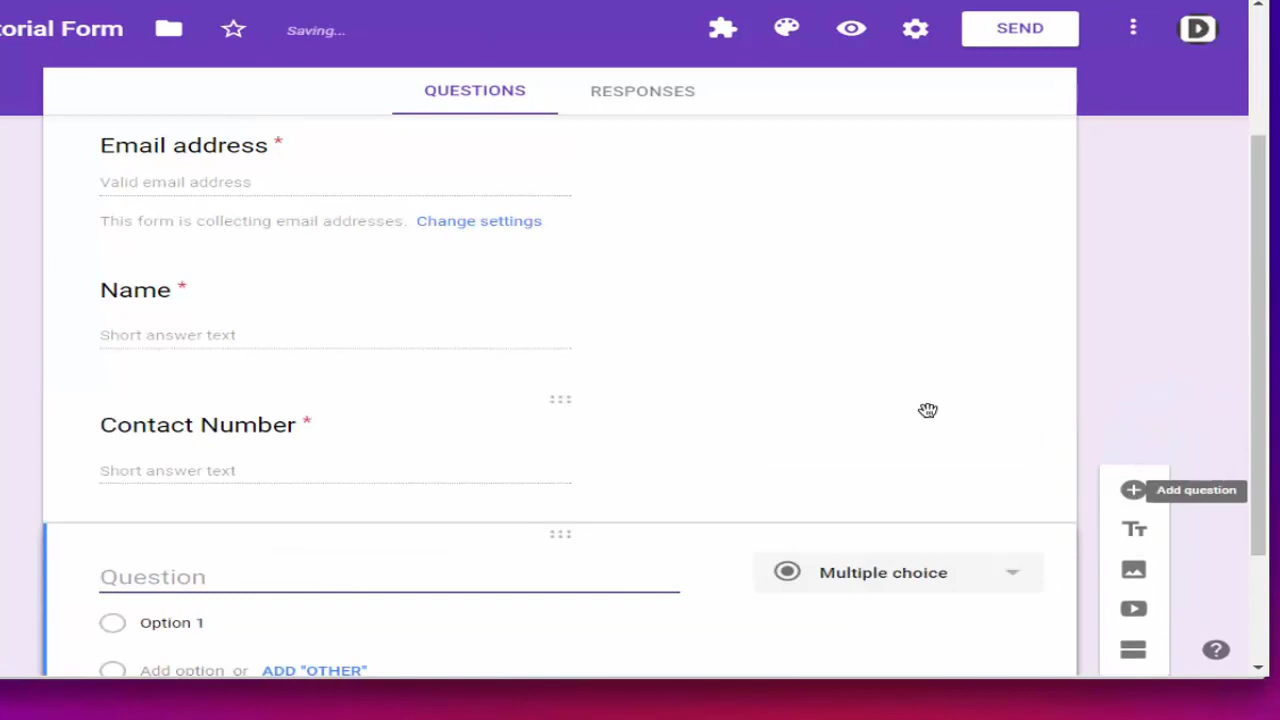 torial Form
Saving...
SEND
D
QUESTIONS
RESPONSES
Email address *
Valid email address
This form is collecting email addresses. Change settings
Name *
Short answer text
Contact Number *
Short answer text
Add question
Tт
Question
Multiple choice
Option 1
Add option or ADD "OTHER"
?